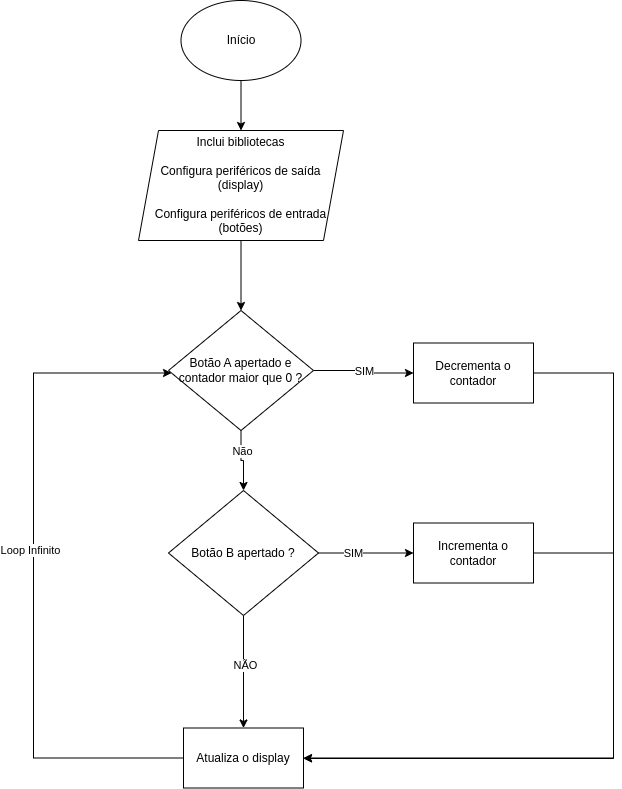 Início
Inclui bibliotecas
Configura periféricos de saída
(display)
Configura periféricos de entrada
(botões)
Botão A apertado e
contador maior que 0 ?
SIM
Decrementa o
contador
Não
Botão B apertado ?
SIM
Incrementa o
contador
Loop Infinito
NÃO
Atualiza o display